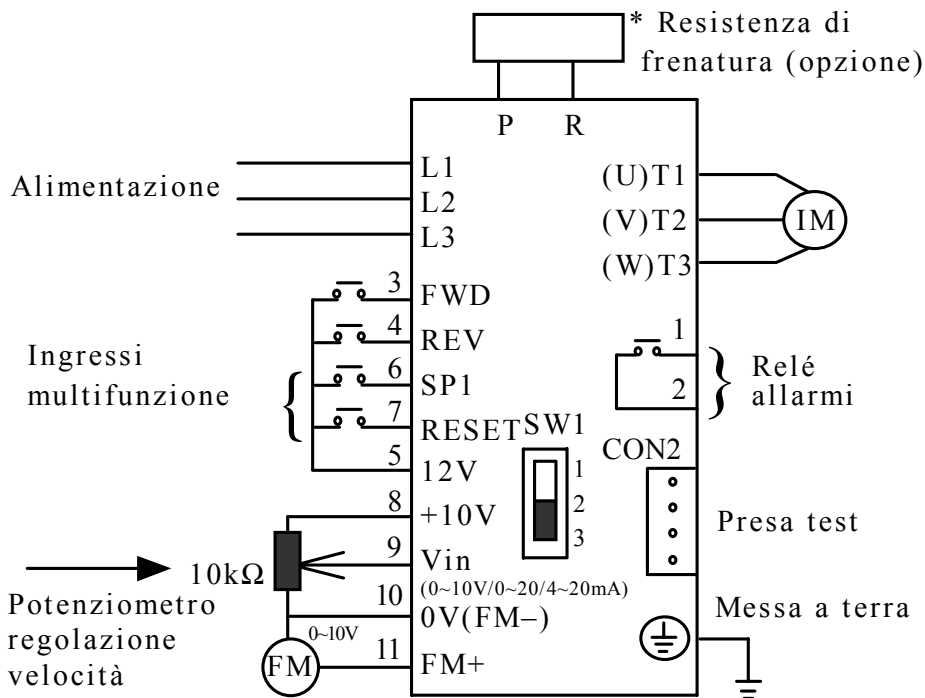 * Resistenza di
frenatura (opzione)
P R
Alimentazione
L1
L2
L3
(U)T1
(V)T2
(W)T3
IM
3 FWD
4 REV
6 SP1
7 RESET
5 12V
Ingressi
multifunzione
SW1
1
2
3
1
2
Relé
allarmi
CON2
Presa test
8 +10V
9 Vin
(0~10V/0~20/4~20mA)
10 0V(FM–)
11 FM+
10kΩ
Potenziometro
regolazione
velocità
0~10V
FM
Messa a terra